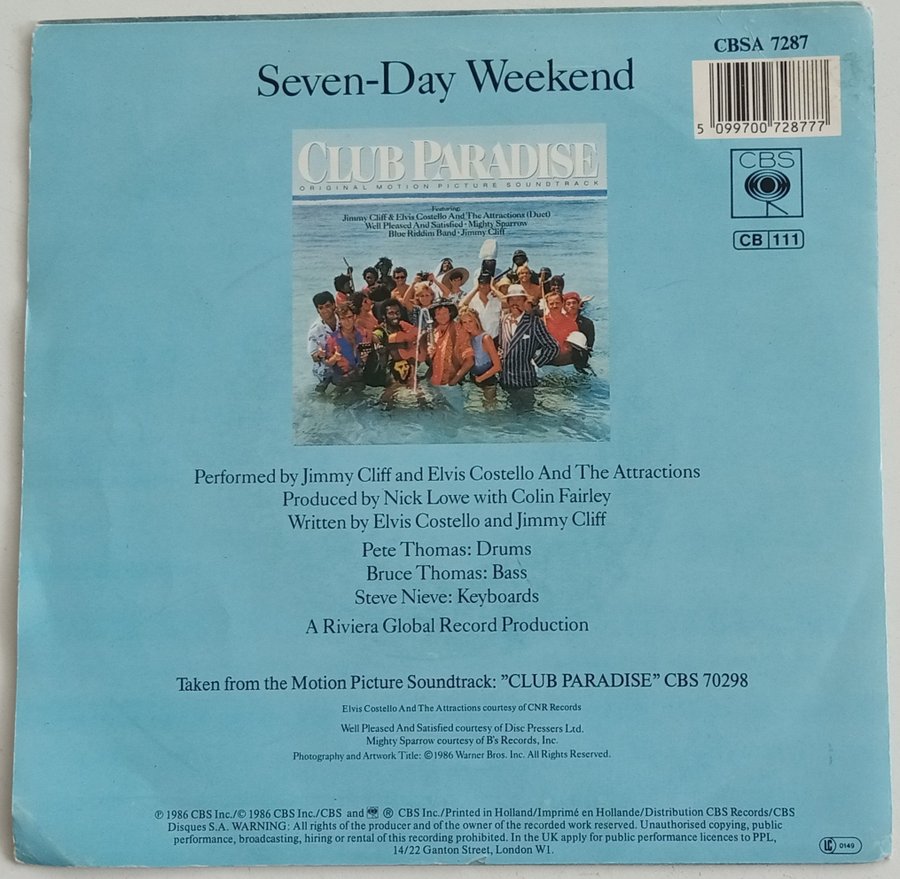 CBSA 7287
Seven-Day Weekend
5 099700 728777
CBS
CB 111
CLUB PARADISE
ORIGINAL MOTION PICTURE SOUNDTRACK
Featuring:
Jimmy Cliff & Elvis Costello And The Attractions (Duet)
Well Pleased And Satisfied · Mighty Sparrow
Blue Riddim Band · Jimmy Cliff
Performed by Jimmy Cliff and Elvis Costello And The Attractions
Produced by Nick Lowe with Colin Fairley
Written by Elvis Costello and Jimmy Cliff
Pete Thomas: Drums
Bruce Thomas: Bass
Steve Nieve: Keyboards
A Riviera Global Record Production
Taken from the Motion Picture Soundtrack: ”CLUB PARADISE” CBS 70298
Elvis Costello And The Attractions courtesy of CNR Records
Well Pleased And Satisfied courtesy of Disc Pressers Ltd.
Mighty Sparrow courtesy of B's Records, Inc.
Photography and Artwork Title: ©1986 Warner Bros. Inc. All Rights Reserved.
℗ 1986 CBS Inc./© 1986 CBS Inc./CBS and ® CBS Inc./Printed in Holland/Imprimé en Hollande/Distribution CBS Records/CBS
Disques S.A. WARNING: All rights of the producer and of the owner of the recorded work reserved. Unauthorised copying, public
performance, broadcasting, hiring or rental of this recording prohibited. In the UK apply for public performance licences to PPL,
14/22 Ganton Street, London W1.
LC 0149